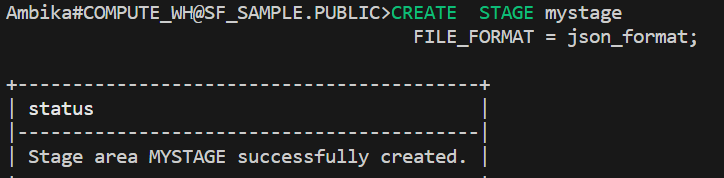 Ambika#COMPUTE_WH@SF_SAMPLE.PUBLIC>CREATE  STAGE mystage
                                     FILE_FORMAT = json_format;
+-------------------------------------------+
| status                                    |
|-------------------------------------------|
| Stage area MYSTAGE successfully created.  |
+-------------------------------------------+